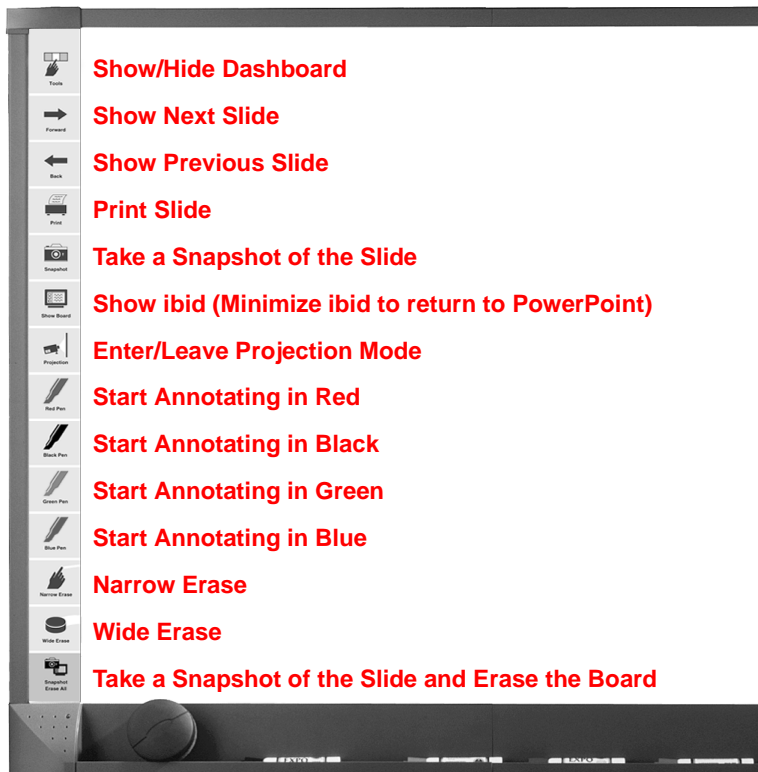 Tools
Show/Hide Dashboard
Forward
Show Next Slide
Back
Show Previous Slide
Print
Print Slide
Snapshot
Take a Snapshot of the Slide
Show Board
Show ibid (Minimize ibid to return to PowerPoint)
Projection
Enter/Leave Projection Mode
Red Pen
Start Annotating in Red
Black Pen
Start Annotating in Black
Green Pen
Start Annotating in Green
Blue Pen
Start Annotating in Blue
Narrow Erase
Narrow Erase
Wide Erase
Wide Erase
Snapshot
Erase All
Take a Snapshot of the Slide and Erase the Board
EXPO
EXPO